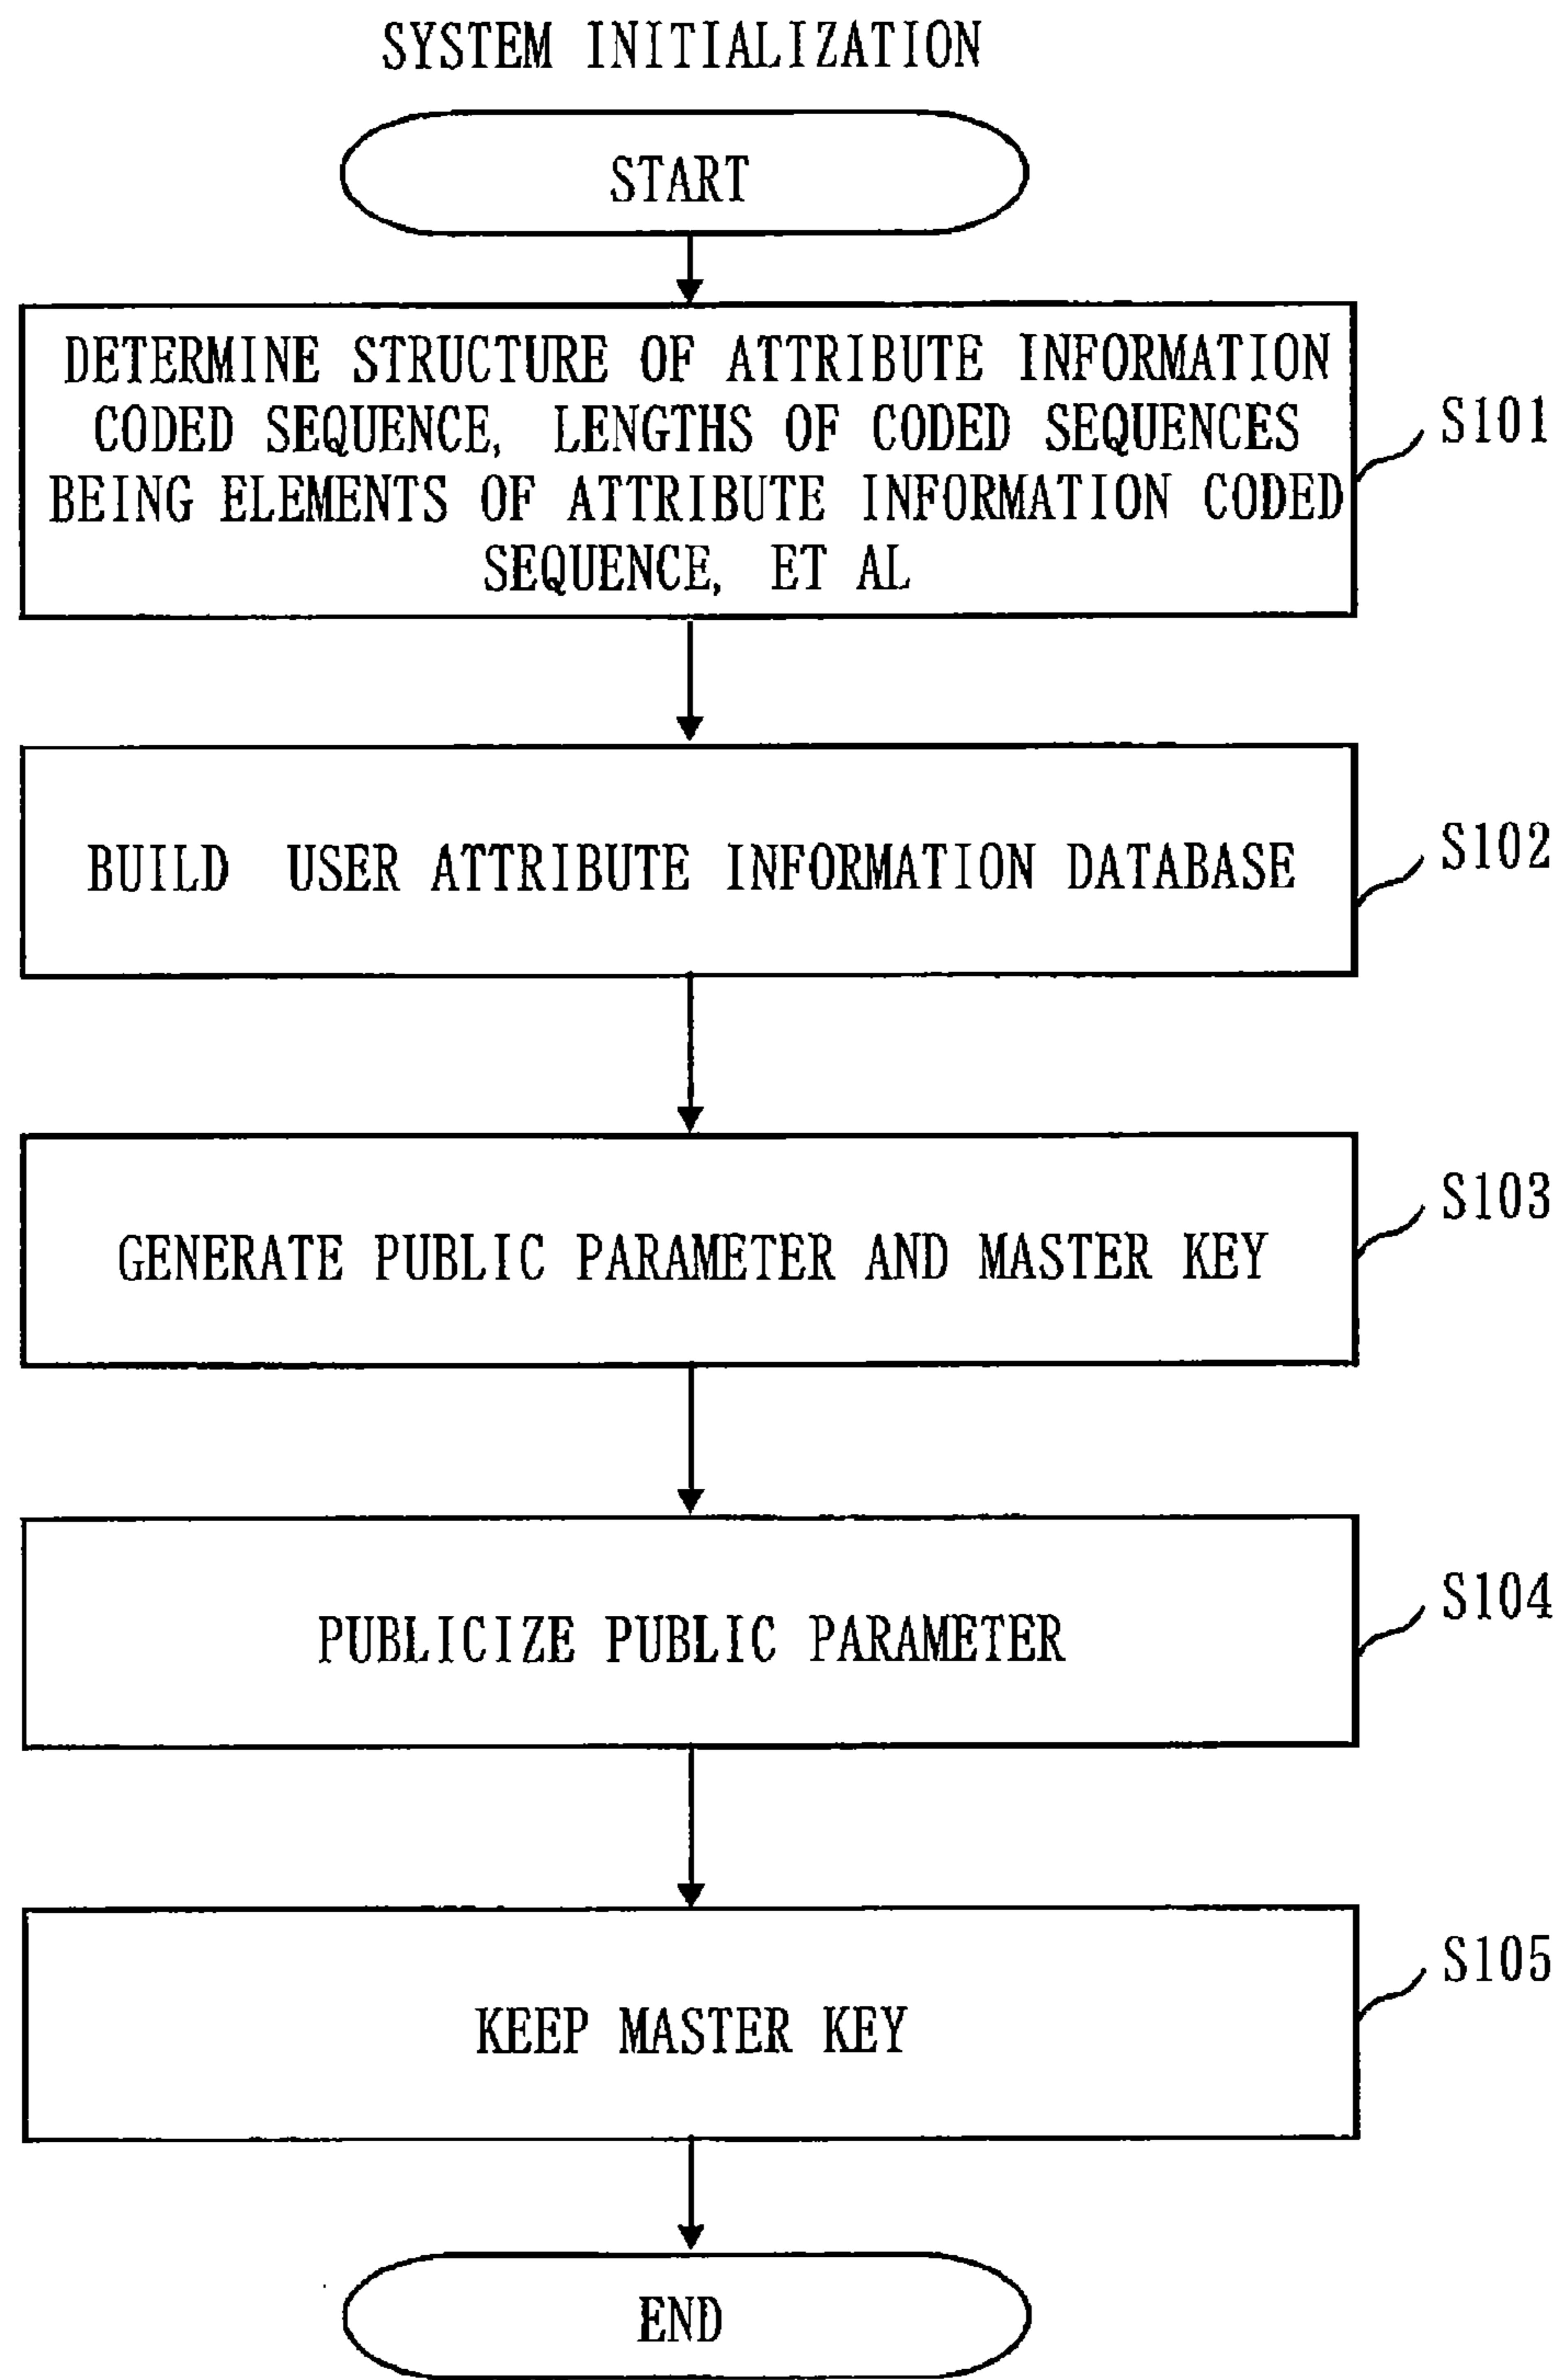 SYSTEM INITIALIZATION
START
DETERMINE STRUCTURE OF ATTRIBUTE INFORMATION
CODED SEQUENCE, LENGTHS OF CODED SEQUENCES
BEING ELEMENTS OF ATTRIBUTE INFORMATION CODED
SEQUENCE, ET AL
S101
BUILD USER ATTRIBUTE INFORMATION DATABASE
S102
GENERATE PUBLIC PARAMETER AND MASTER KEY
S103
PUBLICIZE PUBLIC PARAMETER
S104
KEEP MASTER KEY
S105
END